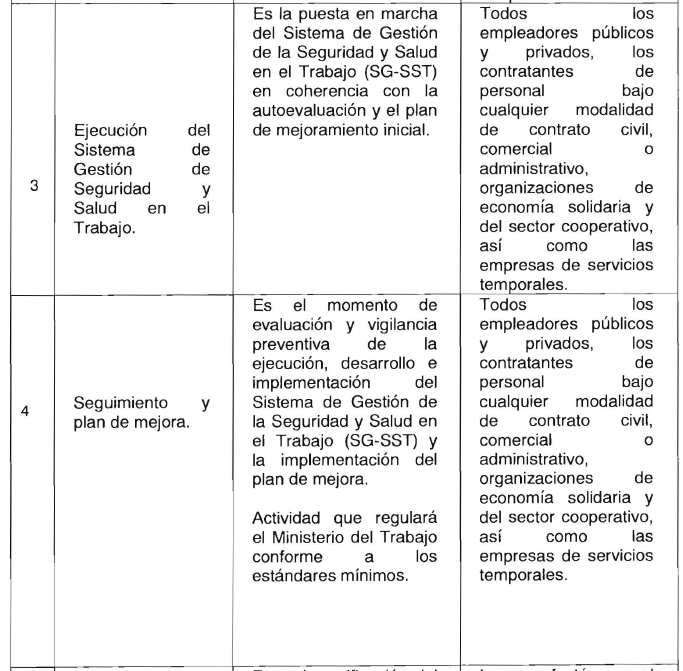 3
Ejecución del
Sistema de
Gestión de
Seguridad y
Salud en el
Trabajo.
Es la puesta en marcha
del Sistema de Gestión
de la Seguridad y Salud
en el Trabajo (SG-SST)
en coherencia con la
autoevaluación y el plan
de mejoramiento inicial.
Todos los
empleadores públicos
y privados, los
contratantes de
personal bajo
cualquier modalidad
de contrato civil,
comercial o
administrativo,
organizaciones de
economía solidaria y
del sector cooperativo,
así como las
empresas de servicios
temporales.
4
Seguimiento y
plan de mejora.
Es el momento de
evaluación y vigilancia
preventiva de la
ejecución, desarrollo e
implementación del
Sistema de Gestión de
la Seguridad y Salud en
el Trabajo (SG-SST) y
la implementación del
plan de mejora.
Actividad que regulará
el Ministerio del Trabajo
conforme a los
estándares mínimos.
Todos los
empleadores públicos
y privados, los
contratantes de
personal bajo
cualquier modalidad
de contrato civil,
comercial o
administrativo,
organizaciones de
economía solidaria y
del sector cooperativo,
así como las
empresas de servicios
temporales.